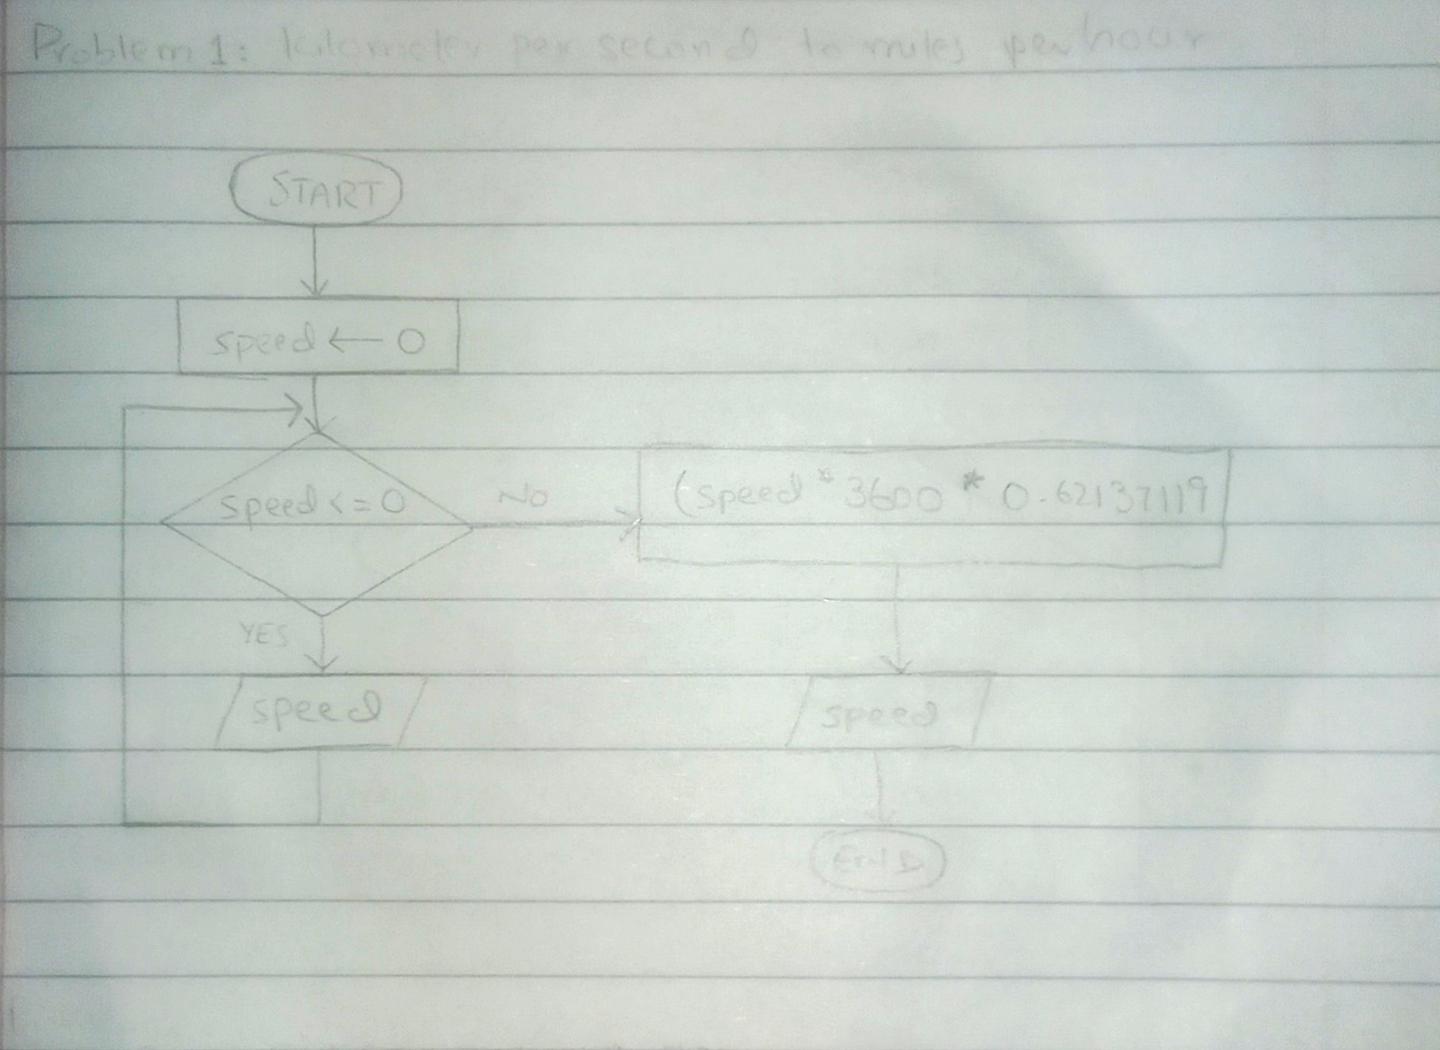 Problem 1: kilometer per second to miles per hour
START
speed ← 0
speed <= 0
No
(speed * 3600 * 0.62137119
YES
speed
speed
END